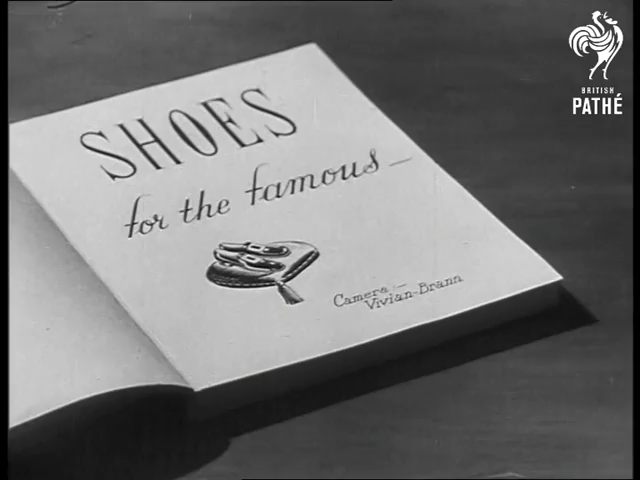 SHOES
for the famous—
Camera:—
Vivian-Brann
BRITISH
PATHÉ